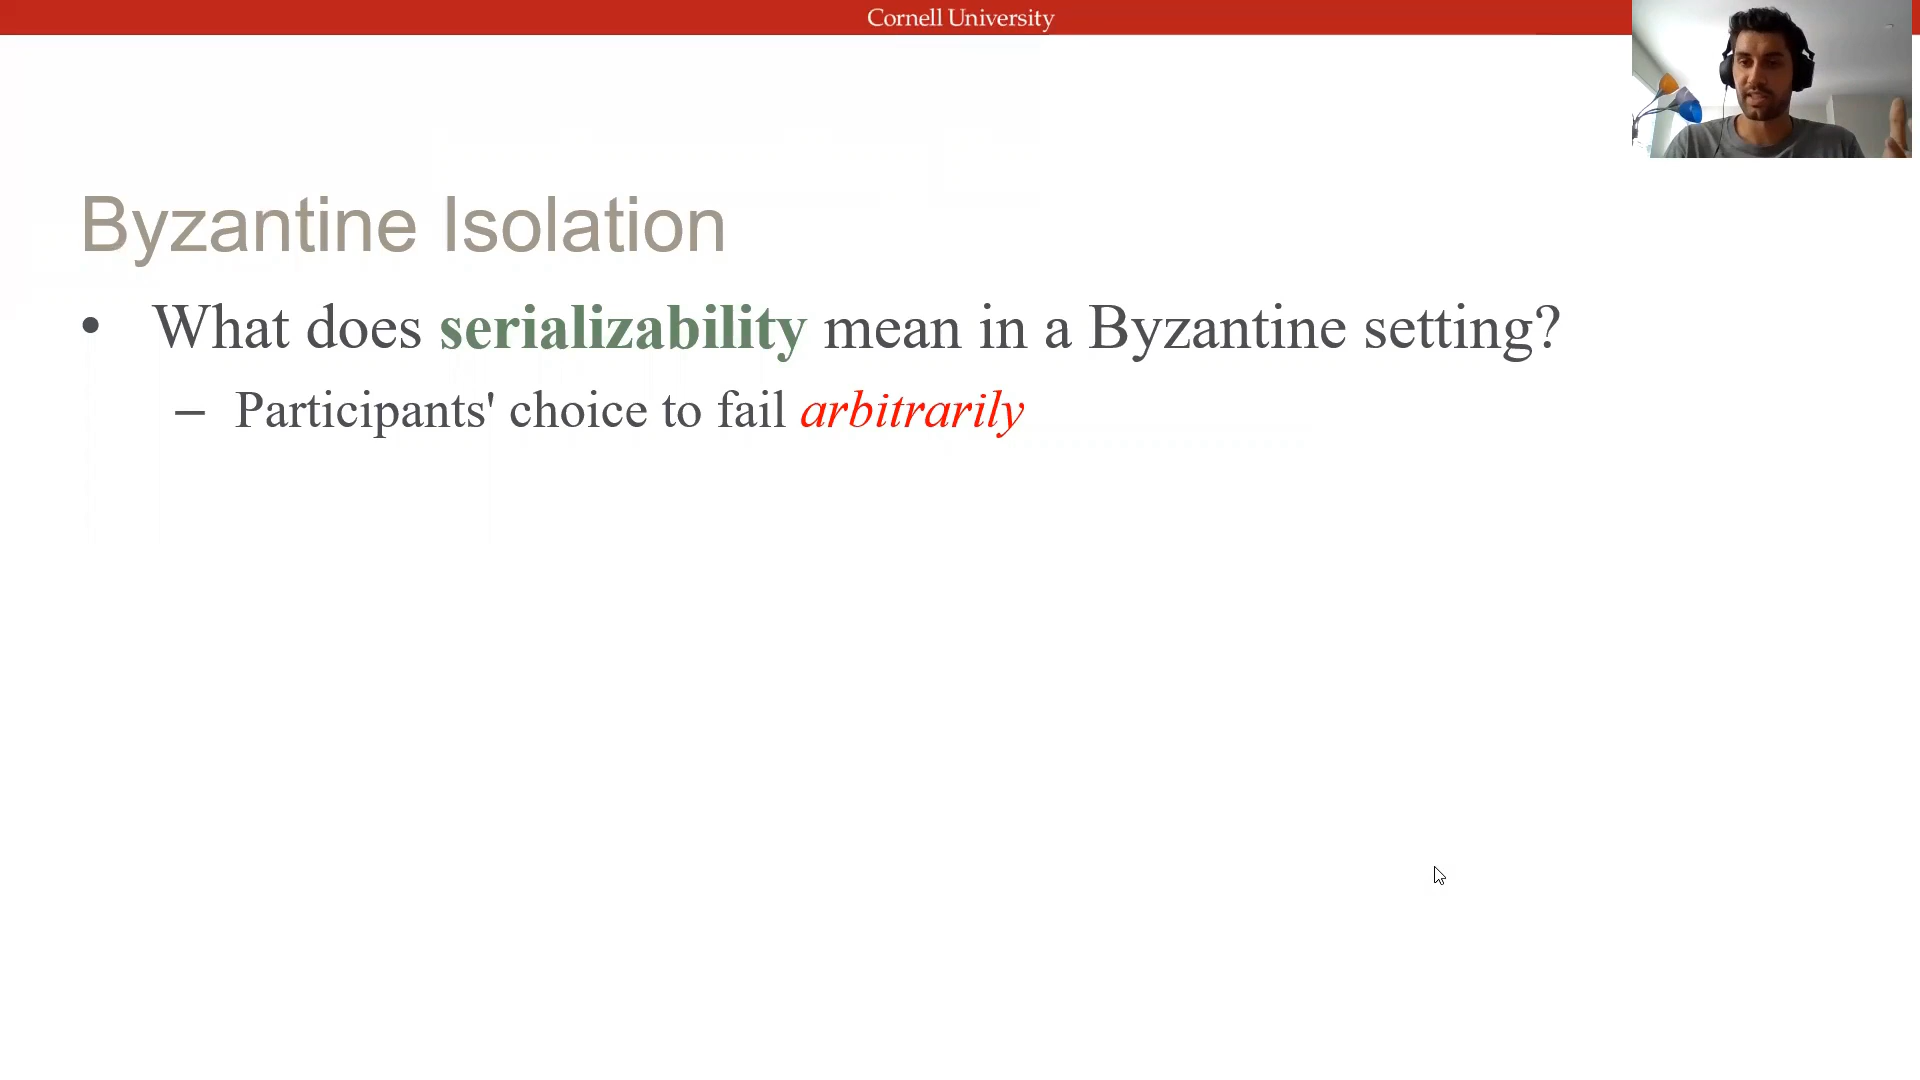 Cornell University
Byzantine Isolation
• What does serializability mean in a Byzantine setting?
– Participants' choice to fail arbitrarily